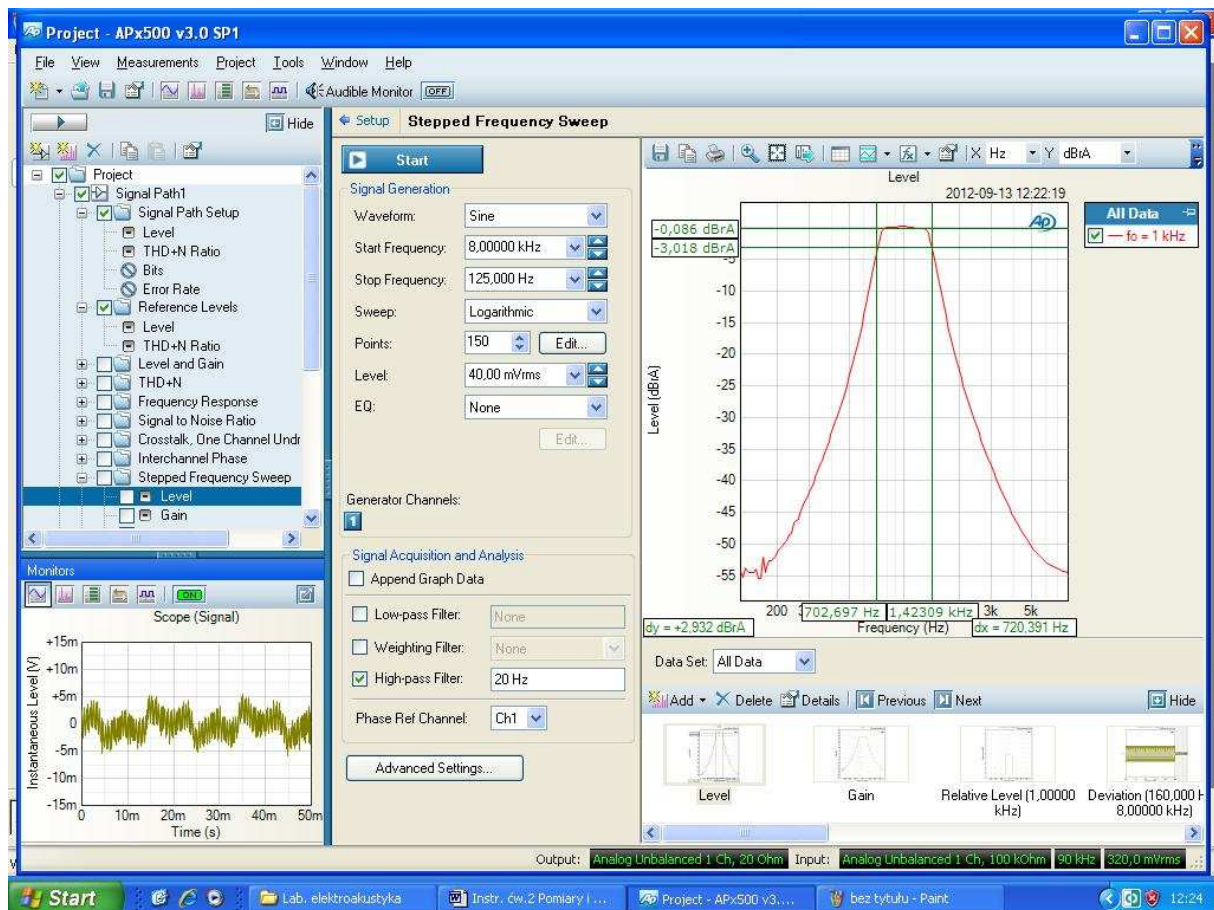 Project - APx500 v3.0 SP1
File View Measurements Project Tools Window Help
Audible Monitor OFF
Hide
Project
Signal Path1
Signal Path Setup
Level
THD+N Ratio
Bits
Error Rate
Reference Levels
Level
THD+N Ratio
Level and Gain
THD+N
Frequency Response
Signal to Noise Ratio
Crosstalk, One Channel Undr
Interchannel Phase
Stepped Frequency Sweep
Level
Gain
Monitors
ON
Scope (Signal)
Instantaneous Level (V)
+15m
+10m
+5m
0
-5m
-10m
-15m
0 10m 20m 30m 40m 50m
Time (s)
Setup Stepped Frequency Sweep
Start
Signal Generation
Waveform: Sine
Start Frequency: 8,00000 kHz
Stop Frequency: 125,000 Hz
Sweep: Logarithmic
Points: 150 Edit...
Level: 40,00 mVrms
EQ: None
Edit...
Generator Channels:
1
Signal Acquisition and Analysis
Append Graph Data
Low-pass Filter: None
Weighting Filter: None
High-pass Filter: 20 Hz
Phase Ref Channel: Ch1
Advanced Settings...
X Hz Y dBrA
Level
2012-09-13 12:22:19
AP
All Data
fo = 1 kHz
-0,086 dBrA
-3,018 dBrA
-5
-10
-15
-20
-25
-30
-35
-40
-45
-50
-55
Level (dBrA)
200 702,697 Hz 1,42309 kHz 3k 5k
dy = +2,932 dBrA Frequency (Hz) dx = 720,391 Hz
Data Set: All Data
Add Delete Details Previous Next Hide
Level
Gain
Relative Level (1,00000 kHz)
Deviation (160,000 H
8,00000 kHz)
Output: Analog Unbalanced 1 Ch, 20 Ohm Input: Analog Unbalanced 1 Ch, 100 kOhm 90 kHz 320,0 mVrms
Start Lab. elektroakustyka Instr. ćw.2 Pomiary i ... Project - APx500 v3.... bez tytułu - Paint 12:24